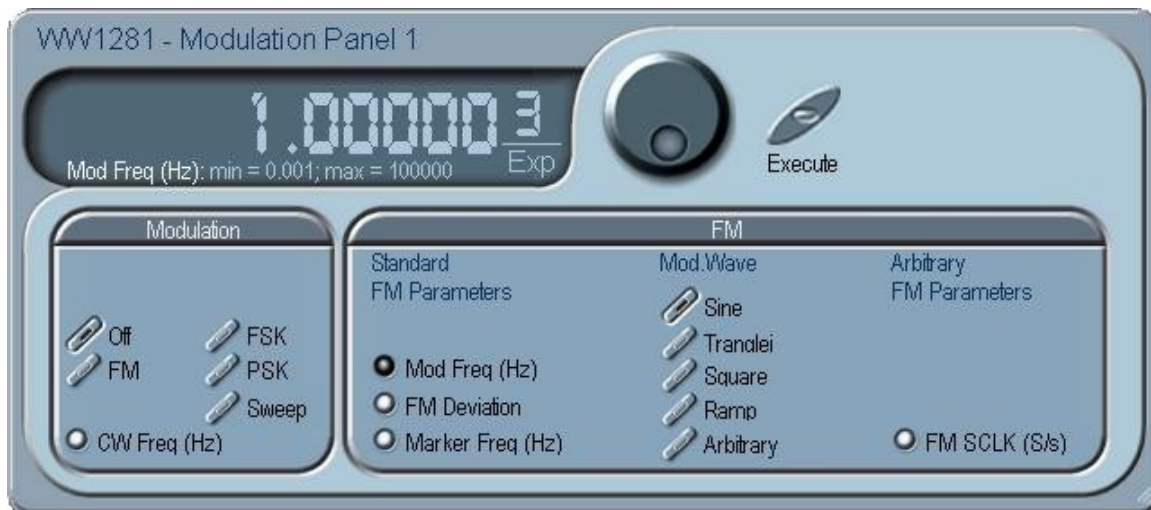 WW1281 - Modulation Panel 1
1.00000 3
Exp
Mod Freq (Hz): min = 0.001; max = 100000
Execute
Modulation
Off
FM
FSK
PSK
Sweep
CW Freq (Hz)
FM
Standard
FM Parameters
Mod Freq (Hz)
FM Deviation
Marker Freq (Hz)
Mod.Wave
Sine
Tranglei
Square
Ramp
Arbitrary
Arbitrary
FM Parameters
FM SCLK (S/s)